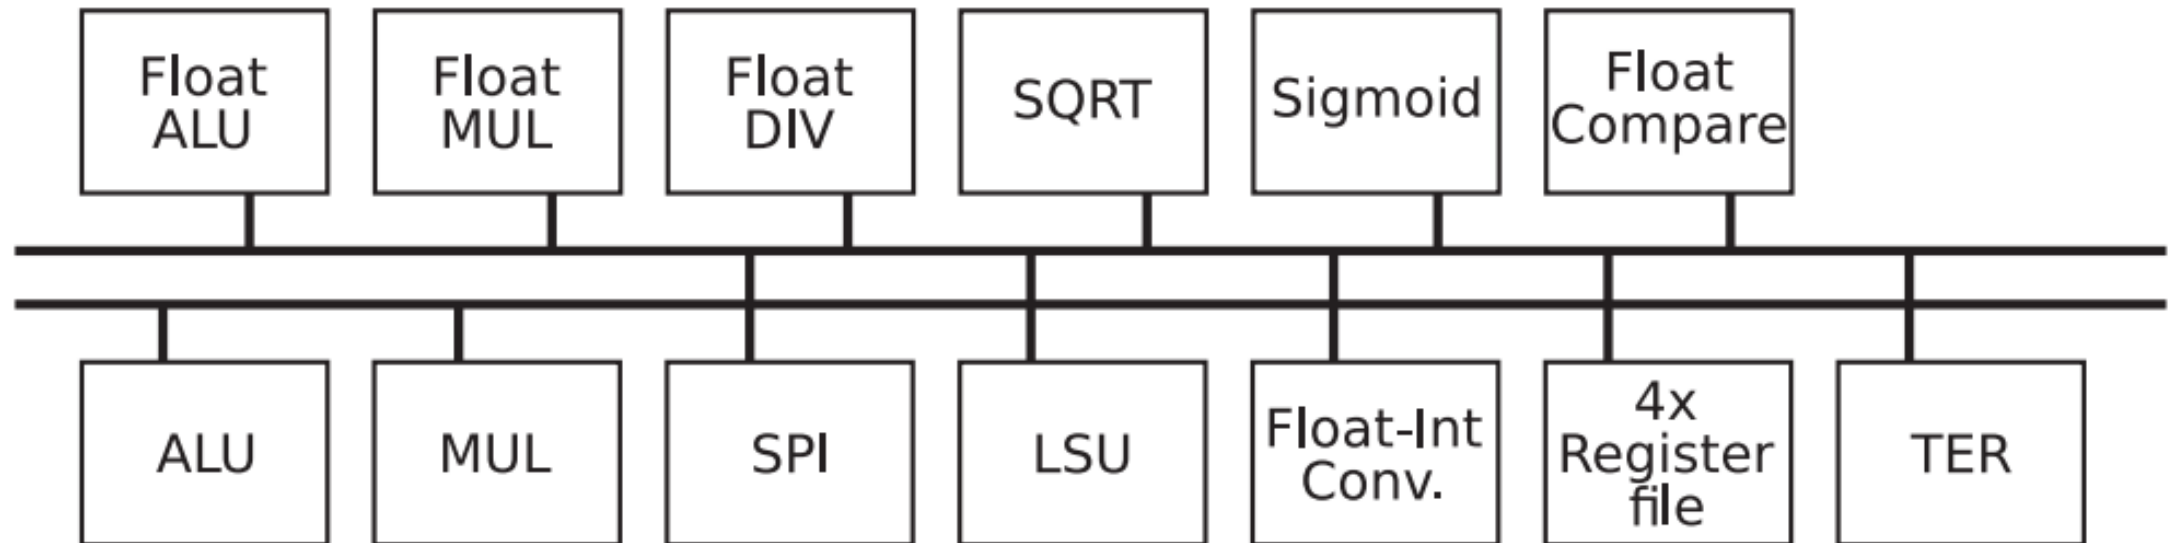 Float
ALU
Float
MUL
Float
DIV
SQRT
Sigmoid
Float
Compare
ALU
MUL
SPI
LSU
Float-Int
Conv.
4x
Register
file
TER